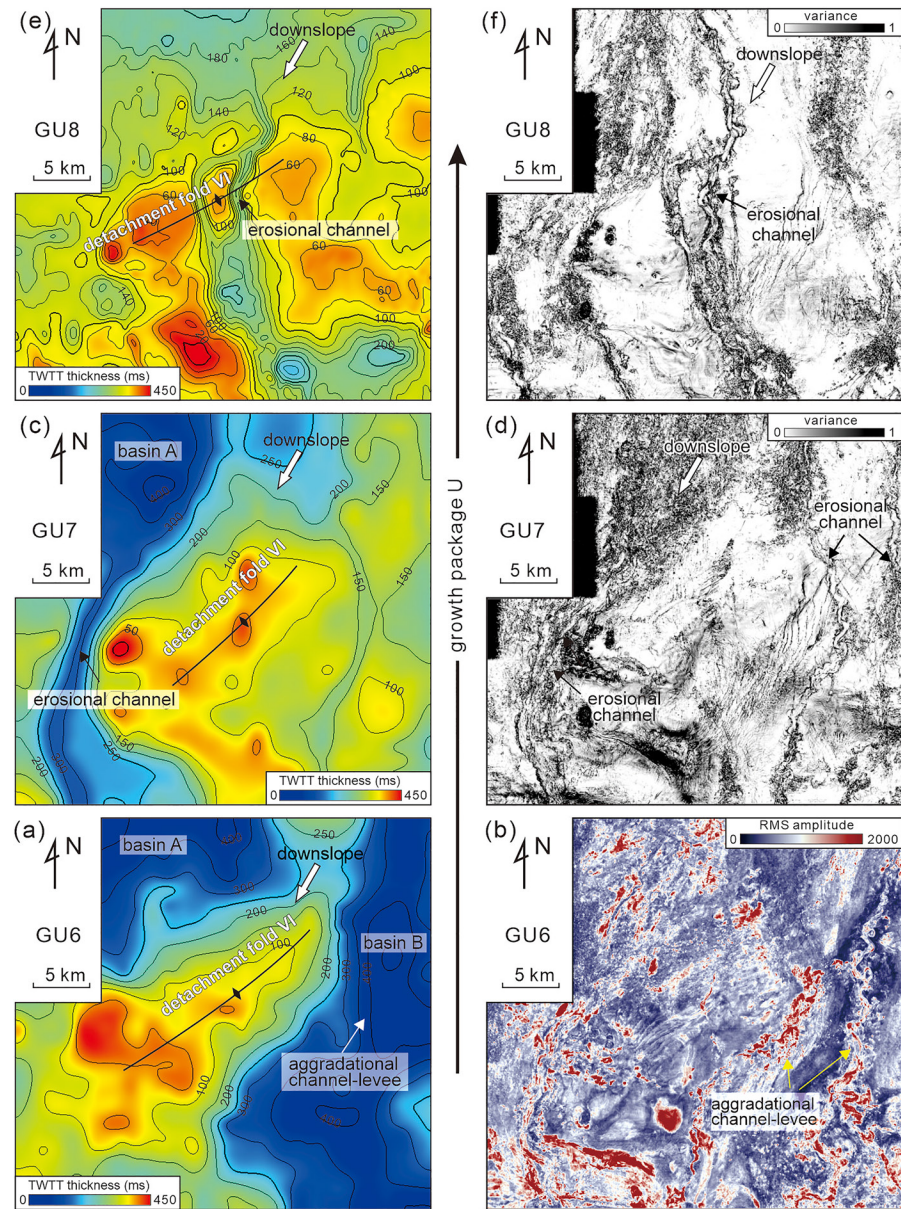 (e)
N
GU8
5 km
downslope
160
140
180
100
120
140
120
80
100
60
60
100
detachment fold VI
100
erosional channel
60
140
60
200
TWTT thickness (ms)
0 450
(f)
variance
0 1
N
downslope
GU8
5 km
erosional
channel
growth package U
(c)
basin A
N
downslope
250
GU7
5 km
200
150
200
100
150
150
detachment fold VI
50
100
erosional channel
150
250
200
TWTT thickness (ms)
0 450
(d)
variance
0 1
N
downslope
GU7
5 km
erosional
channel
erosional
channel
(a)
basin A
250
N
downslope
200
GU6
5 km
100
basin B
detachment fold VI
200
200
aggradational
channel-levee
100
200
TWTT thickness (ms)
0 450
(b)
RMS amplitude
0 2000
N
GU6
5 km
aggradational
channel-levee